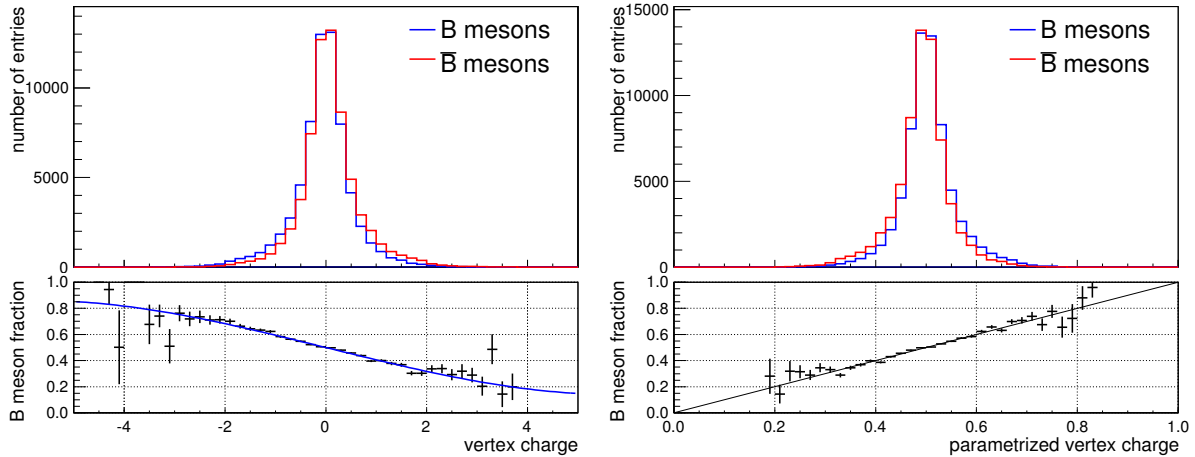 number of entries
10000
5000
0
B mesons
B̅ mesons
B meson fraction
1.0
0.8
0.6
0.4
0.2
0.0
-4 -2 0 2 4
vertex charge
number of entries
15000
10000
5000
0
B mesons
B̅ mesons
B meson fraction
1.0
0.8
0.6
0.4
0.2
0.0
0.0 0.2 0.4 0.6 0.8 1.0
parametrized vertex charge